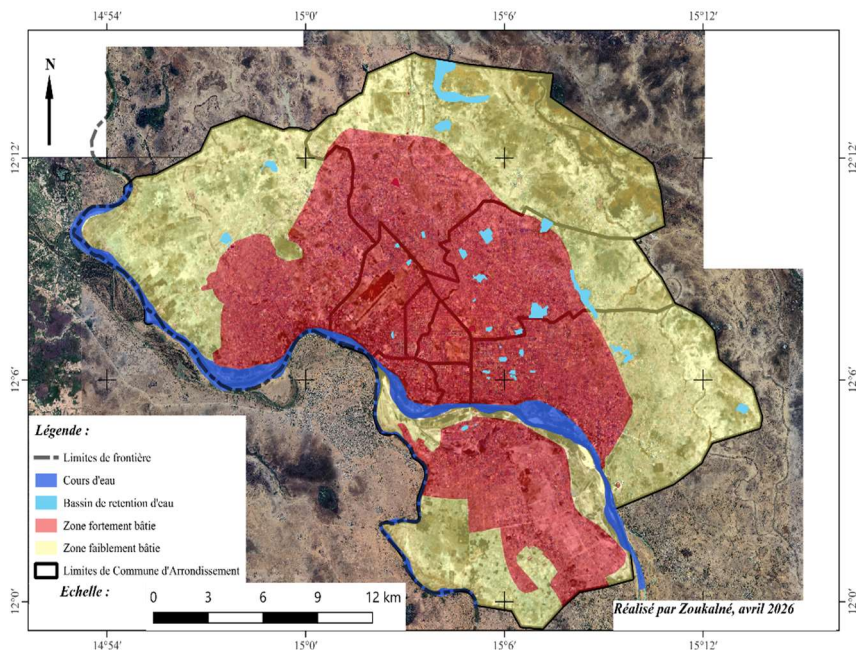 14°54' 15°0' 15°6' 15°12'
N
12°12' 12°12'
12°6' 12°6'
Légende :
Limites de frontière
Cours d'eau
Bassin de retention d'eau
Zone fortement bâtie
Zone faiblement bâtie
Limites de Commune d'Arrondissement
Echelle :
0 3 6 9 12 km
12°0' 12°0'
Réalisé par Zoukalné, avril 2026
14°54' 15°0' 15°6' 15°12'